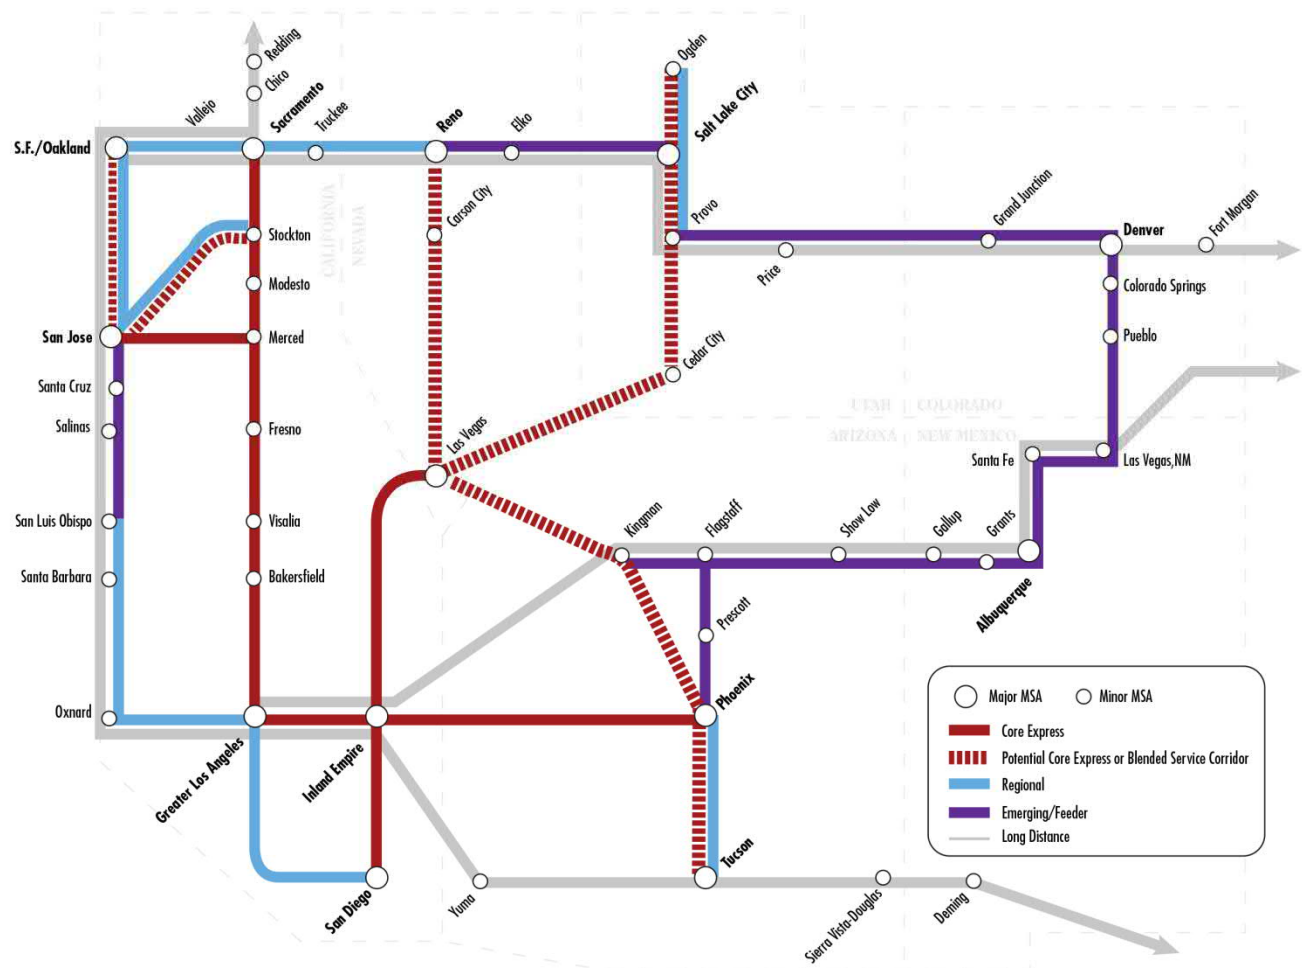 Redding
Chico
Ogden
Vallejo
Sacramento
Truckee
Reno
Elko
Salt Lake City
S.F./Oakland
CALIFORNIA
NEVADA
Carson City
Provo
Grand Junction
Denver
Fort Morgan
Stockton
Price
Modesto
Colorado Springs
San Jose
Merced
Pueblo
Cedar City
Santa Cruz
Salinas
Fresno
Las Vegas
UTAH
COLORADO
ARIZONA
NEW MEXICO
Santa Fe
Las Vegas,NM
San Luis Obispo
Visalia
Kingman
Flagstaff
Show Low
Gallup
Grants
Santa Barbara
Bakersfield
Albuquerque
Prescott
Oxnard
Phoenix
Greater Los Angeles
Inland Empire
Major MSA
Minor MSA
Core Express
Potential Core Express or Blended Service Corridor
Regional
Emerging/Feeder
Long Distance
San Diego
Yuma
Tucson
Sierra Vista-Douglas
Deming